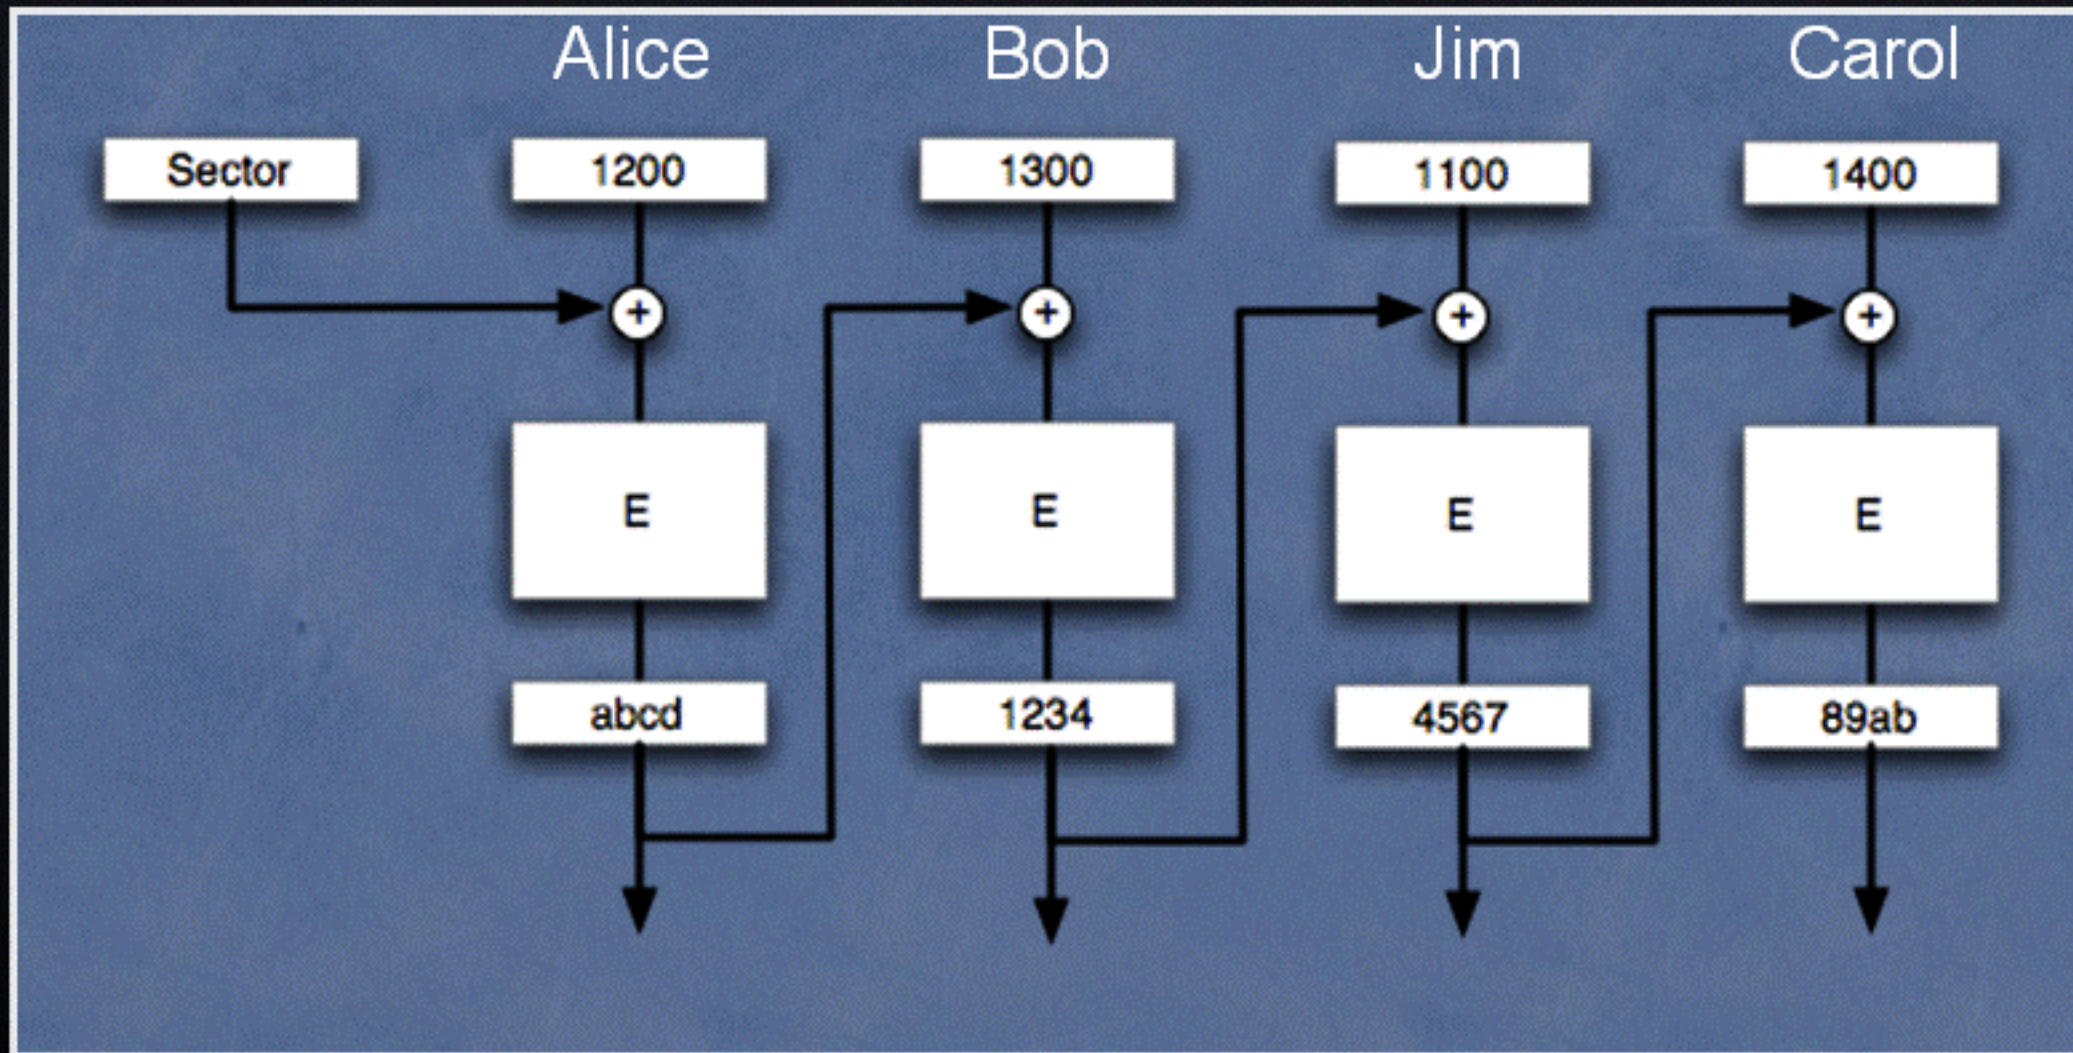 Alice Bob Jim Carol
Sector 1200 1300 1100 1400
+ + + +
E E E E
abcd 1234 4567 89ab